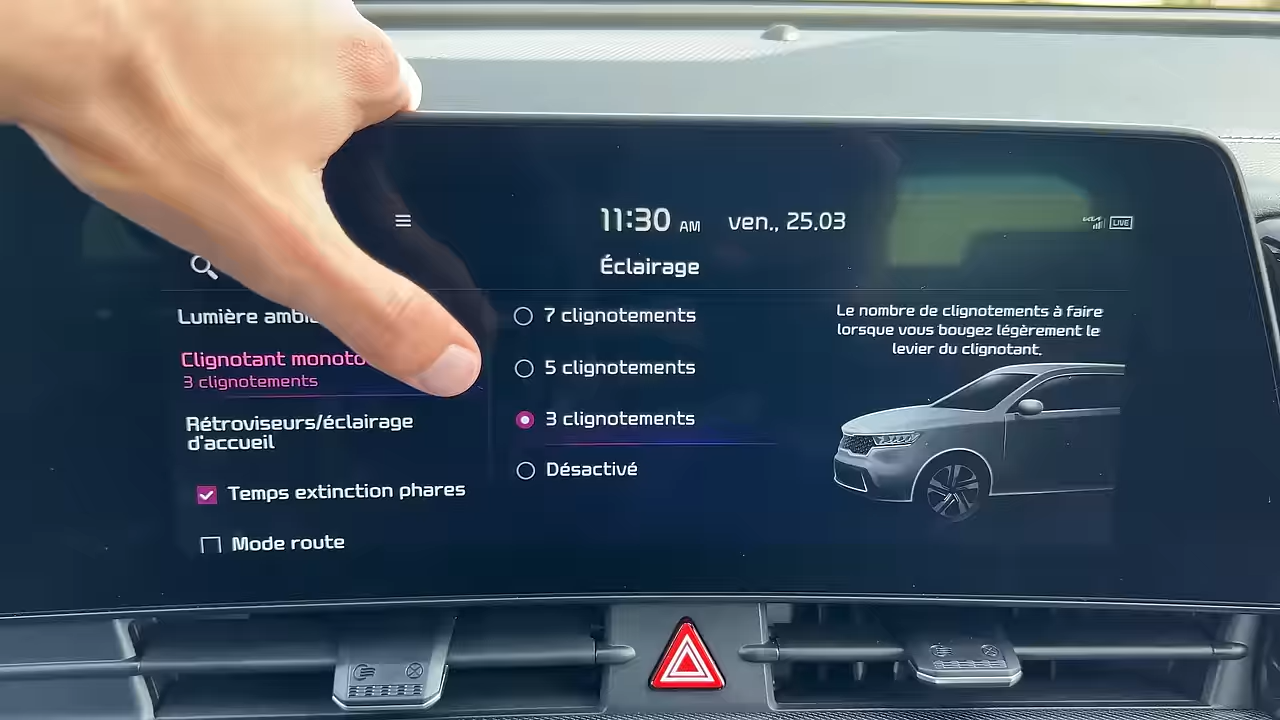 11:30 AM ven., 25.03
LIVE
Éclairage
Lumière
Clignotant
3 clignotements
Rétroviseurs/éclairage
d'accueil
Temps extinction phares
Mode route
7 clignotements
5 clignotements
3 clignotements
Désactivé
Le nombre de clignotements à faire
lorsque vous bougez légèrement le
levier du clignotant.